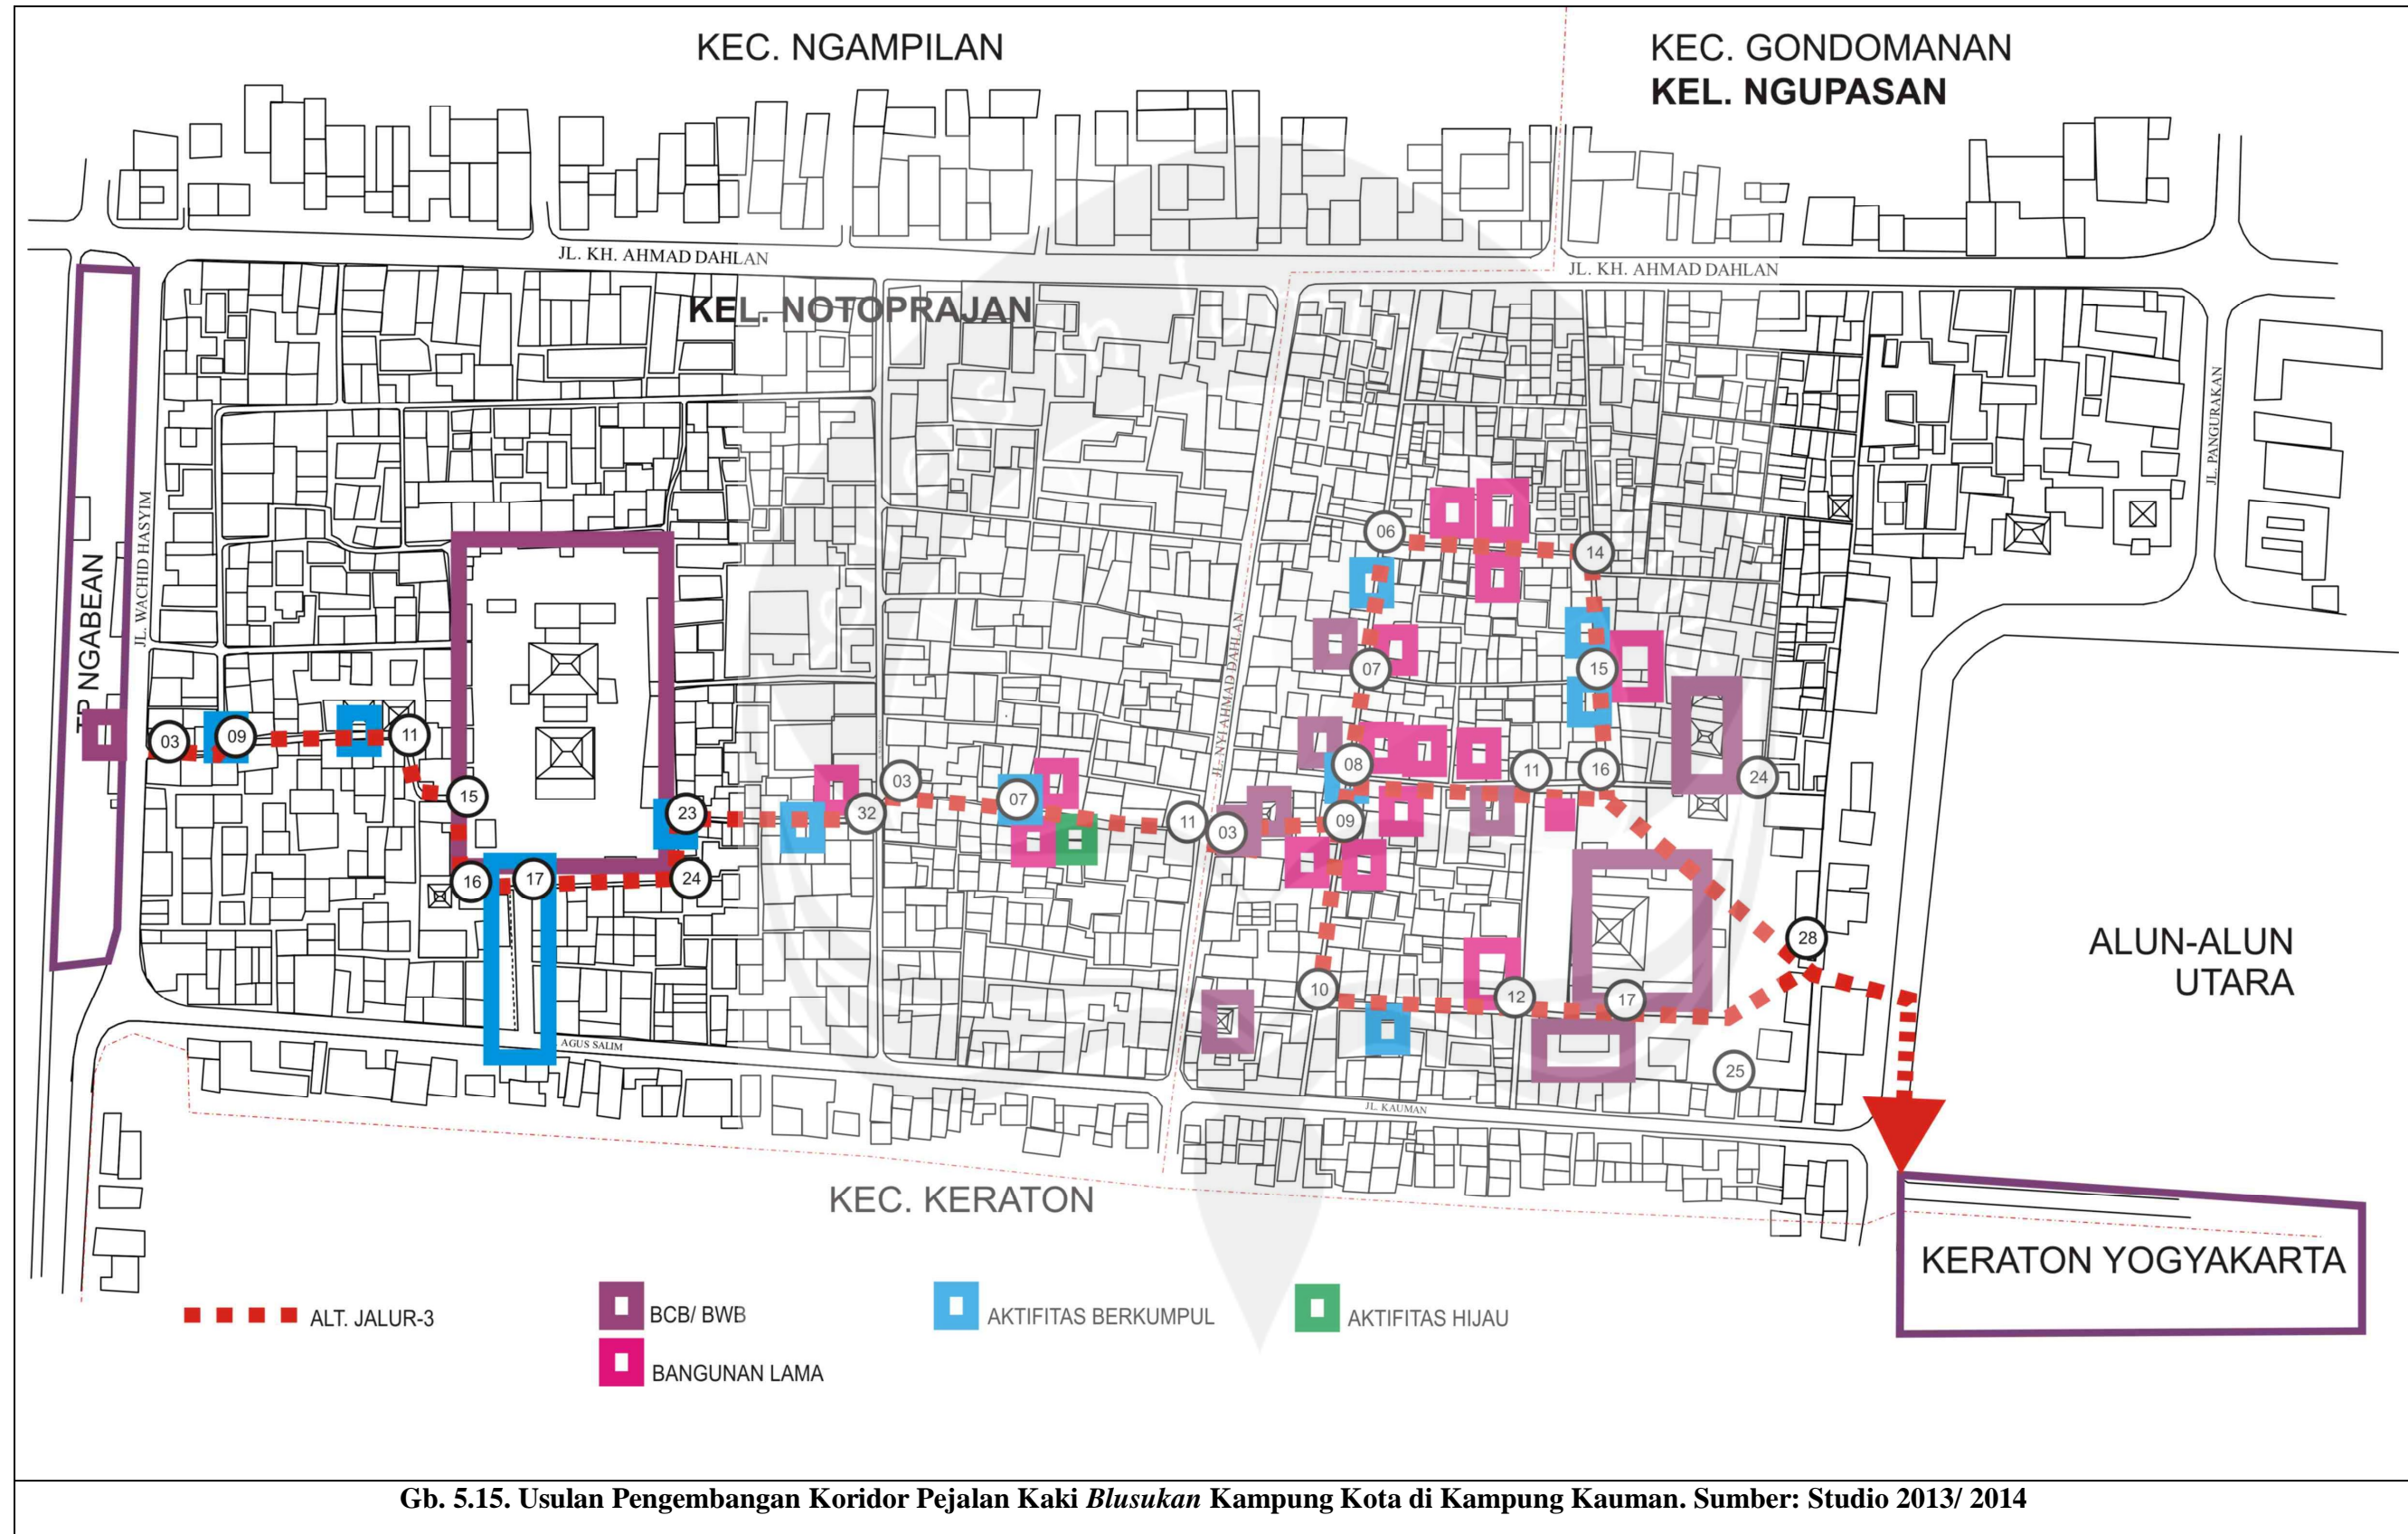 KEC. NGAMPILAN
KEC. GONDOMANAN
KEL. NGUPASAN
JL. KH. AHMAD DAHLAN
JL. KH. AHMAD DAHLAN
KEL. NOTOPRAJAN
JL. PANGURAKAN
JL. WACHID HASYIM
TP NGABEAN
JL. NYI AHMAD DAHLAN
06
14
07
15
03
09
11
08
11
16
24
15
03
07
32
23
11
03
09
16
17
24
28
10
12
17
25
ALUN-ALUN
UTARA
AGUS SALIM
JL. KAUMAN
KEC. KERATON
KERATON YOGYAKARTA
ALT. JALUR-3
BCB/ BWB
AKTIFITAS BERKUMPUL
AKTIFITAS HIJAU
BANGUNAN LAMA
Gb. 5.15. Usulan Pengembangan Koridor Pejalan Kaki Blusukan Kampung Kota di Kampung Kauman. Sumber: Studio 2013/ 2014